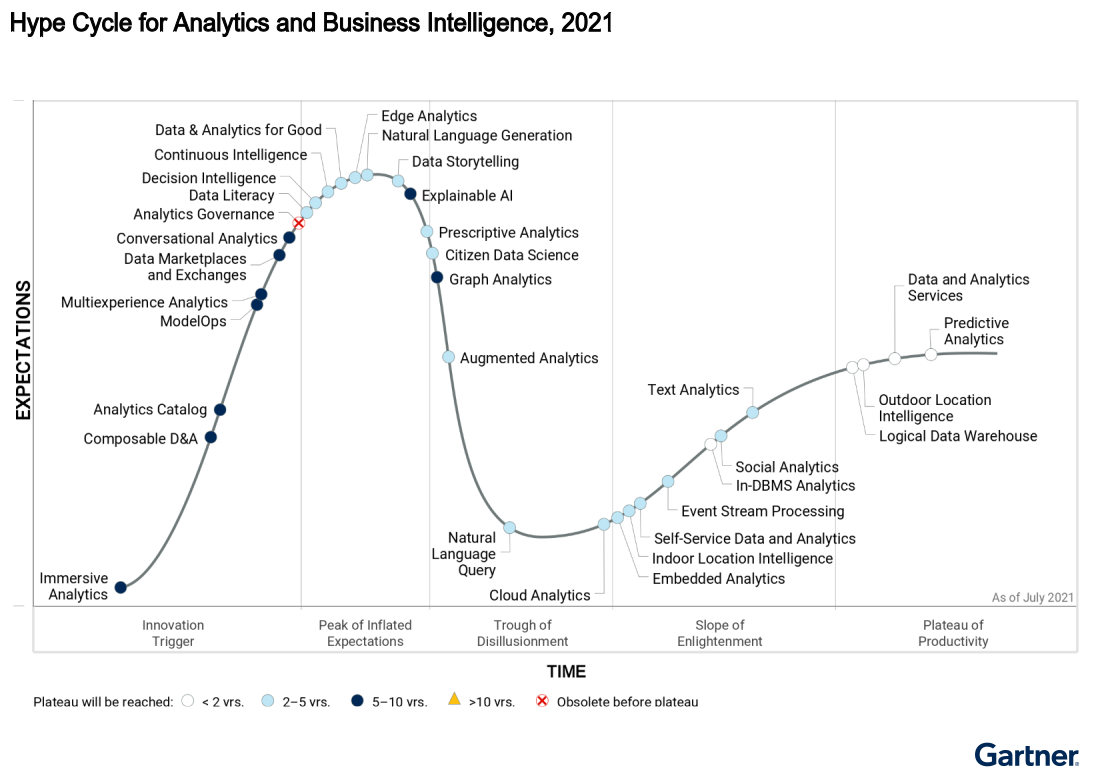 Hype Cycle for Analytics and Business Intelligence, 2021
Edge Analytics
Data & Analytics for Good
Natural Language Generation
Continuous Intelligence
Data Storytelling
Decision Intelligence
Data Literacy
Explainable AI
Analytics Governance
Prescriptive Analytics
Conversational Analytics
Citizen Data Science
Data Marketplaces
and Exchanges
Graph Analytics
Multiexperience Analytics
ModelOps
Data and Analytics
Services
Predictive
Analytics
Augmented Analytics
Text Analytics
Analytics Catalog
Composable D&A
Outdoor Location
Intelligence
Logical Data Warehouse
Social Analytics
In-DBMS Analytics
Event Stream Processing
Natural
Language
Query
Self-Service Data and Analytics
Indoor Location Intelligence
Embedded Analytics
Cloud Analytics
Immersive
Analytics
EXPECTATIONS
As of July 2021
Innovation
Trigger
Peak of Inflated
Expectations
Trough of
Disillusionment
Slope of
Enlightenment
Plateau of
Productivity
TIME
Plateau will be reached: < 2 yrs. 2–5 yrs. 5–10 yrs. >10 yrs. Obsolete before plateau
Gartner